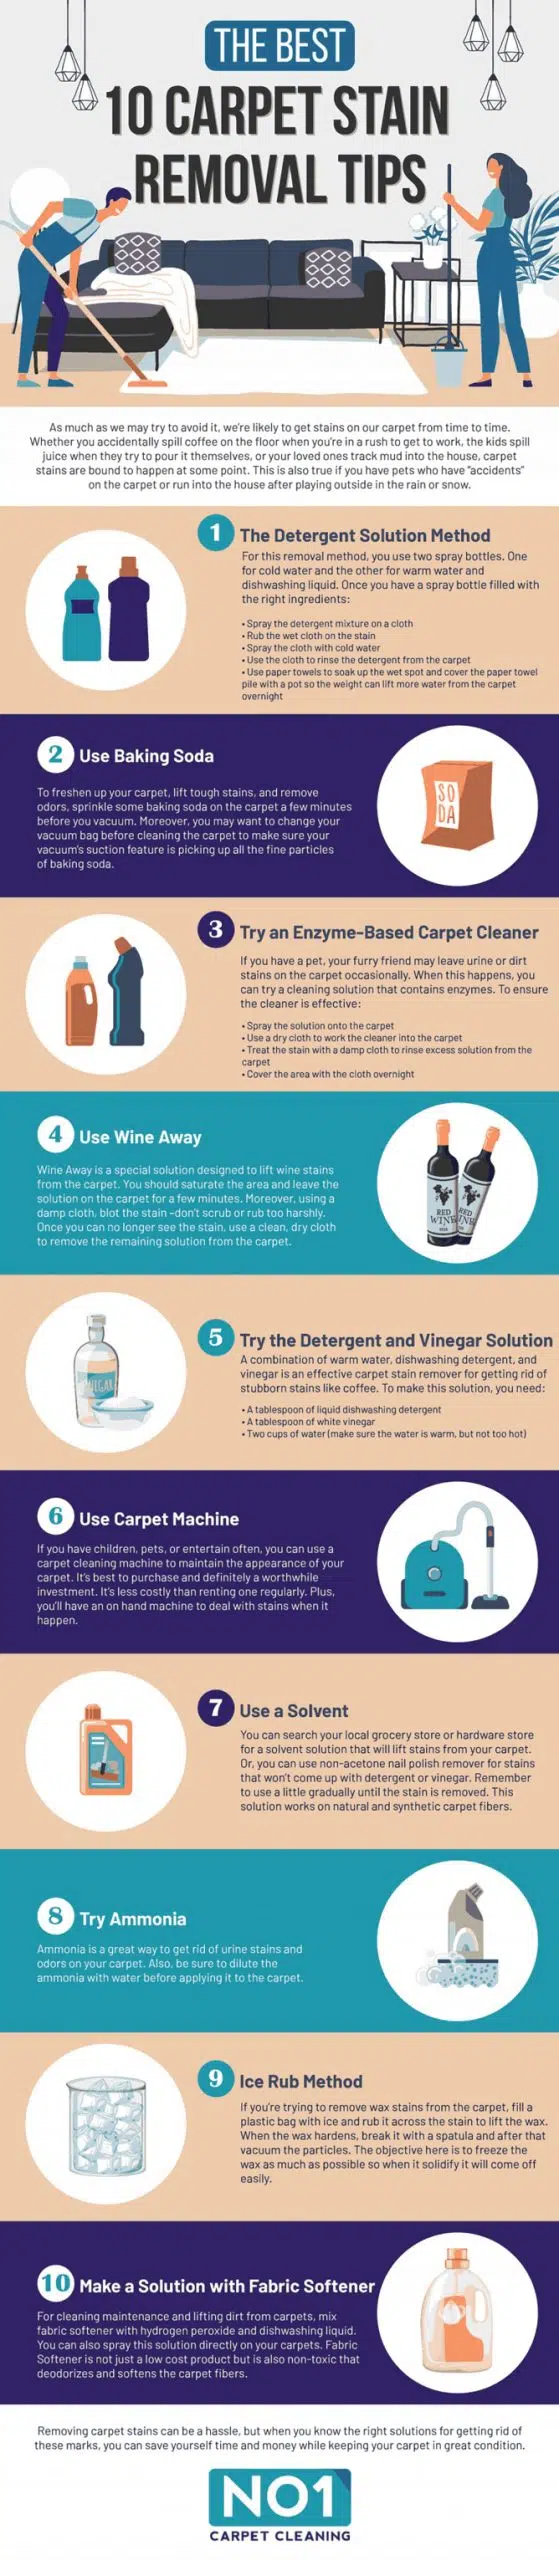 THE BEST
10 CARPET STAIN
REMOVAL TIPS
As much as we may try to avoid it, we're likely to get stains on our carpet from time to time.
Whether you accidentally spill coffee on the floor when you're in a rush to get to work, the kids spill
juice when they try to pour it themselves, or your loved ones track mud into the house, carpet
stains are bound to happen at some point. This is also true if you have pets who have "accidents"
on the carpet or run into the house after playing outside in the rain or snow.
1 The Detergent Solution Method
For this removal method, you use two spray bottles. One
for cold water and the other for warm water and
dishwashing liquid. Once you have a spray bottle filled with
the right ingredients:
• Spray the detergent mixture on a cloth
• Rub the wet cloth on the stain
• Spray the cloth with cold water
• Use the cloth to rinse the detergent from the carpet
• Use paper towels to soak up the wet spot and cover the paper towel
pile with a pot so the weight can lift more water from the carpet
overnight
2 Use Baking Soda
To freshen up your carpet, lift tough stains, and remove
odors, sprinkle some baking soda on the carpet a few minutes
before you vacuum. Moreover, you may want to change your
vacuum bag before cleaning the carpet to make sure your
vacuum's suction feature is picking up all the fine particles
of baking soda.
SO
DA
3 Try an Enzyme-Based Carpet Cleaner
If you have a pet, your furry friend may leave urine or dirt
stains on the carpet occasionally. When this happens, you
can try a cleaning solution that contains enzymes. To ensure
the cleaner is effective:
• Spray the solution onto the carpet
• Use a dry cloth to work the cleaner into the carpet
• Treat the stain with a damp cloth to rinse excess solution from the
carpet
• Cover the area with the cloth overnight
4 Use Wine Away
Wine Away is a special solution designed to lift wine stains
from the carpet. You should saturate the area and leave the
solution on the carpet for a few minutes. Moreover, using a
damp cloth, blot the stain –don't scrub or rub too harshly.
Once you can no longer see the stain, use a clean, dry cloth
to remove the remaining solution from the carpet.
RED
WINE
RED
5 Try the Detergent and Vinegar Solution
A combination of warm water, dishwashing detergent, and
vinegar is an effective carpet stain remover for getting rid of
stubborn stains like coffee. To make this solution, you need:
• A tablespoon of liquid dishwashing detergent
• A tablespoon of white vinegar
• Two cups of water (make sure the water is warm, but not too hot)
6 Use Carpet Machine
If you have children, pets, or entertain often, you can use a
carpet cleaning machine to maintain the appearance of your
carpet. It's best to purchase and definitely a worthwhile
investment. It's less costly than renting one regularly. Plus,
you'll have an on hand machine to deal with stains when it
happen.
7 Use a Solvent
You can search your local grocery store or hardware store
for a solvent solution that will lift stains from your carpet.
Or, you can use non-acetone nail polish remover for stains
that won't come up with detergent or vinegar. Remember
to use a little gradually until the stain is removed. This
solution works on natural and synthetic carpet fibers.
8 Try Ammonia
Ammonia is a great way to get rid of urine stains and
odors on your carpet. Also, be sure to dilute the
ammonia with water before applying it to the carpet.
9 Ice Rub Method
If you're trying to remove wax stains from the carpet, fill a
plastic bag with ice and rub it across the stain to lift the wax.
When the wax hardens, break it with a spatula and after that
vacuum the particles. The objective here is to freeze the
wax as much as possible so when it solidify it will come off
easily.
10 Make a Solution with Fabric Softener
For cleaning maintenance and lifting dirt from carpets, mix
fabric softener with hydrogen peroxide and dishwashing liquid.
You can also spray this solution directly on your carpets. Fabric
Softener is not just a low cost product but is also non-toxic that
deodorizes and softens the carpet fibers.
Removing carpet stains can be a hassle, but when you know the right solutions for getting rid of
these marks, you can save yourself time and money while keeping your carpet in great condition.
NO1
CARPET CLEANING